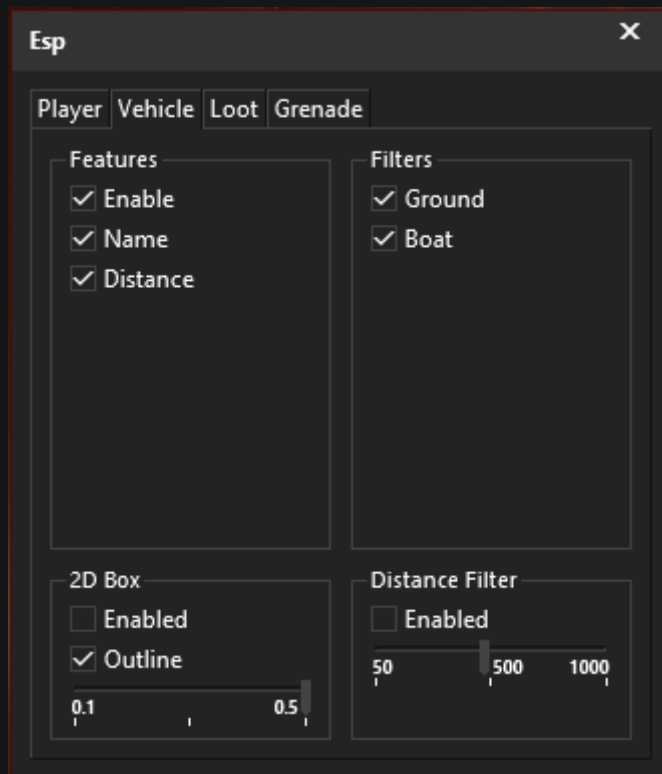 Esp
Player Vehicle Loot Grenade
Features
Enable
Name
Distance
Filters
Ground
Boat
2D Box
Enabled
Outline
0.1 0.5
Distance Filter
Enabled
50 500 1000